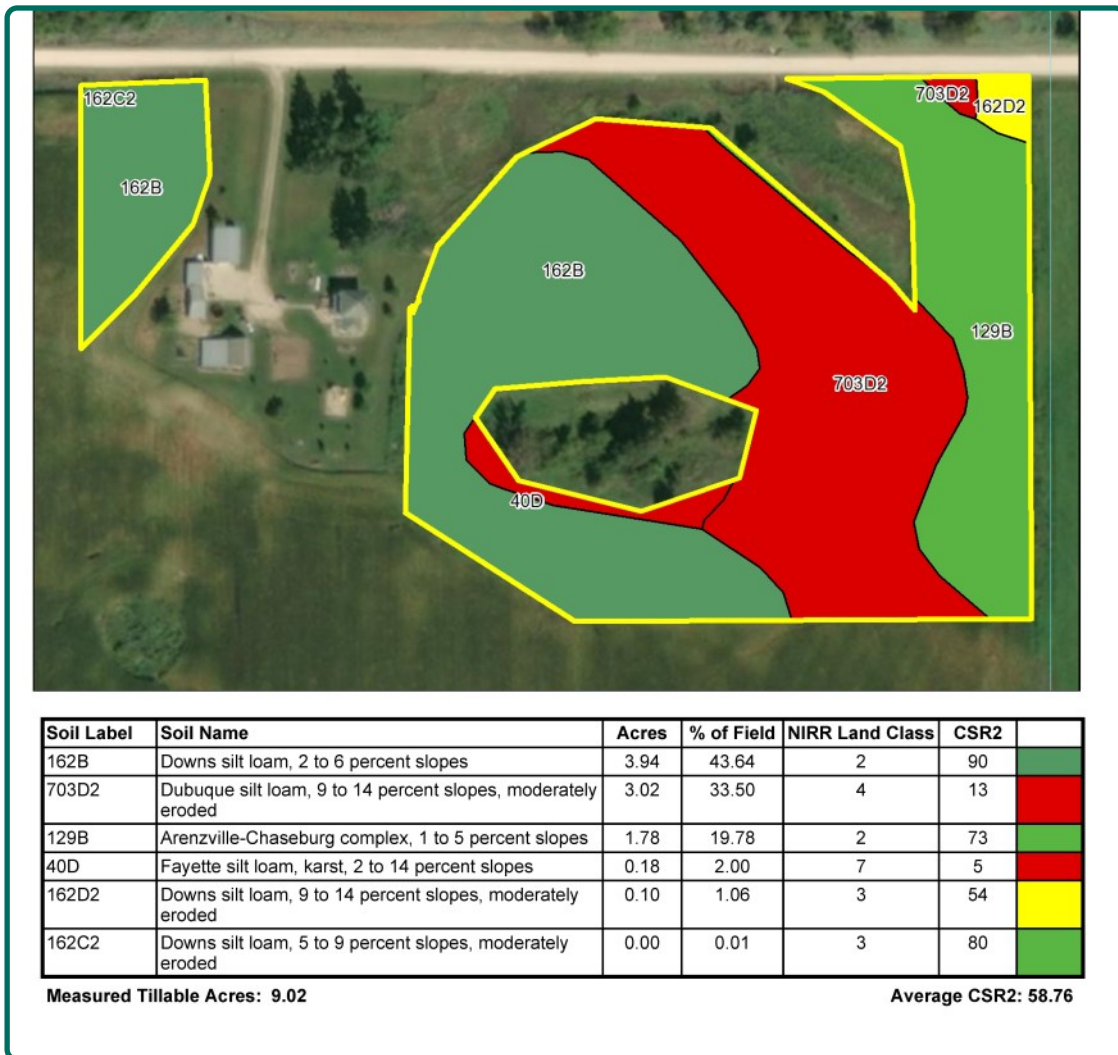 162C2
703D2
162D2
162B
162B
129B
703D2
40D
Soil Label Soil Name Acres % of Field NIRR Land Class CSR2
162B Downs silt loam, 2 to 6 percent slopes 3.94 43.64 2 90
703D2 Dubuque silt loam, 9 to 14 percent slopes, moderately 3.02 33.50 4 13
eroded
129B Arenzville-Chaseburg complex, 1 to 5 percent slopes 1.78 19.78 2 73
40D Fayette silt loam, karst, 2 to 14 percent slopes 0.18 2.00 7 5
162D2 Downs silt loam, 9 to 14 percent slopes, moderately 0.10 1.06 3 54
eroded
162C2 Downs silt loam, 5 to 9 percent slopes, moderately 0.00 0.01 3 80
eroded
Measured Tillable Acres: 9.02 Average CSR2: 58.76